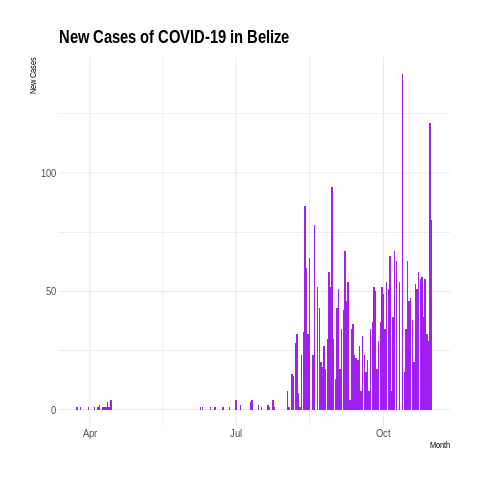 New Cases of COVID-19 in Belize
New Cases
100
50
0
Apr
Jul
Oct
Month